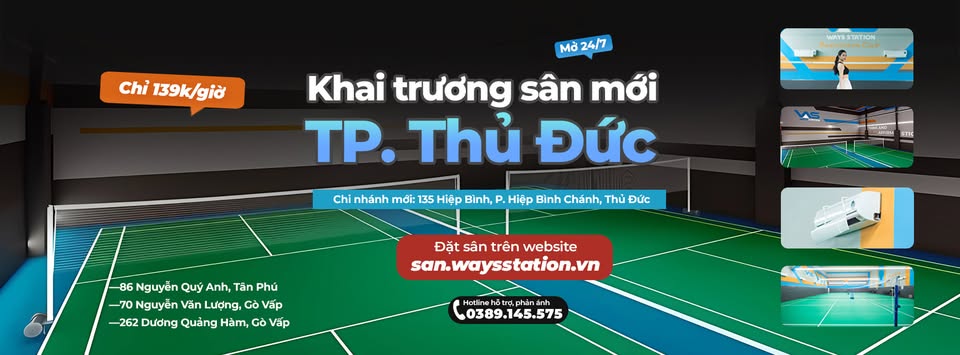 Mở 24/7
Chỉ 139k/giờ
Khai trương sân mới
TP. Thủ Đức
Chi nhánh mới: 135 Hiệp Bình, P. Hiệp Bình Chánh, Thủ Đức
Đặt sân trên website
san.waysstation.vn
—86 Nguyễn Quý Anh, Tân Phú
—70 Nguyễn Văn Lượng, Gò Vấp
—262 Dương Quảng Hàm, Gò Vấp
Hotline hỗ trợ, phản ánh
0389.145.575
WAYS STATION